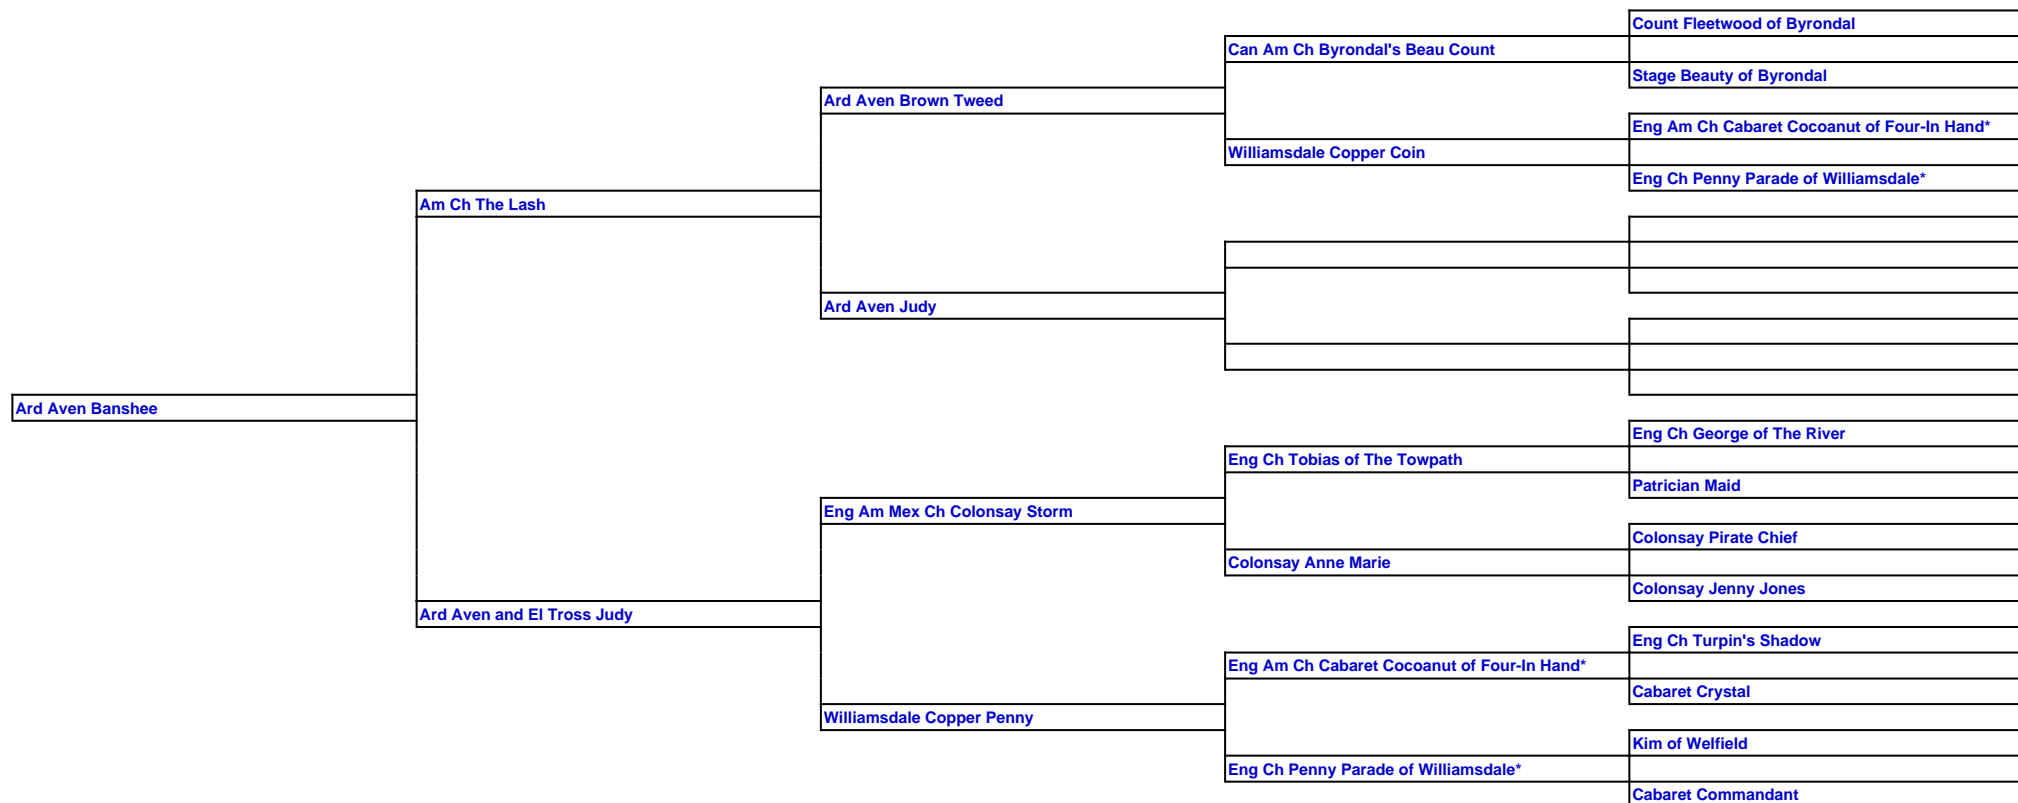 Count Fleetwood of Byrondal
Can Am Ch Byrondal's Beau Count
Stage Beauty of Byrondal
Ard Aven Brown Tweed
Eng Am Ch Cabaret Cocoanut of Four-In Hand*
Williamsdale Copper Coin
Eng Ch Penny Parade of Williamsdale*
Am Ch The Lash
Ard Aven Judy
Ard Aven Banshee
Eng Ch George of The River
Eng Ch Tobias of The Towpath
Patrician Maid
Eng Am Mex Ch Colonsay Storm
Colonsay Pirate Chief
Colonsay Anne Marie
Colonsay Jenny Jones
Ard Aven and El Tross Judy
Eng Ch Turpin's Shadow
Eng Am Ch Cabaret Cocoanut of Four-In Hand*
Cabaret Crystal
Williamsdale Copper Penny
Kim of Welfield
Eng Ch Penny Parade of Williamsdale*
Cabaret Commandant